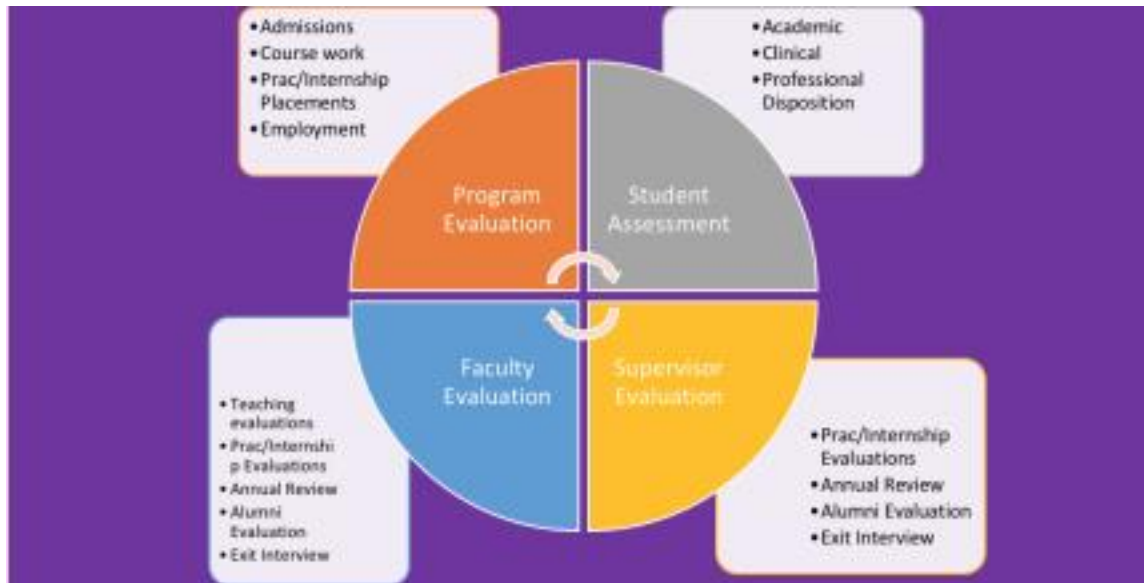 •Admissions
•Course work
•Prac/Internship
Placements
•Employment
•Academic
•Clinical
•Professional
Disposition
Program
Evaluation
Student
Assessment
Faculty
Evaluation
Supervisor
Evaluation
•Teaching
evaluations
•Prac/Internshi
p Evaluations
•Annual Review
•Alumni
Evaluation
•Exit Interview
•Prac/Internship
Evaluations
•Annual Review
•Alumni Evaluation
•Exit Interview